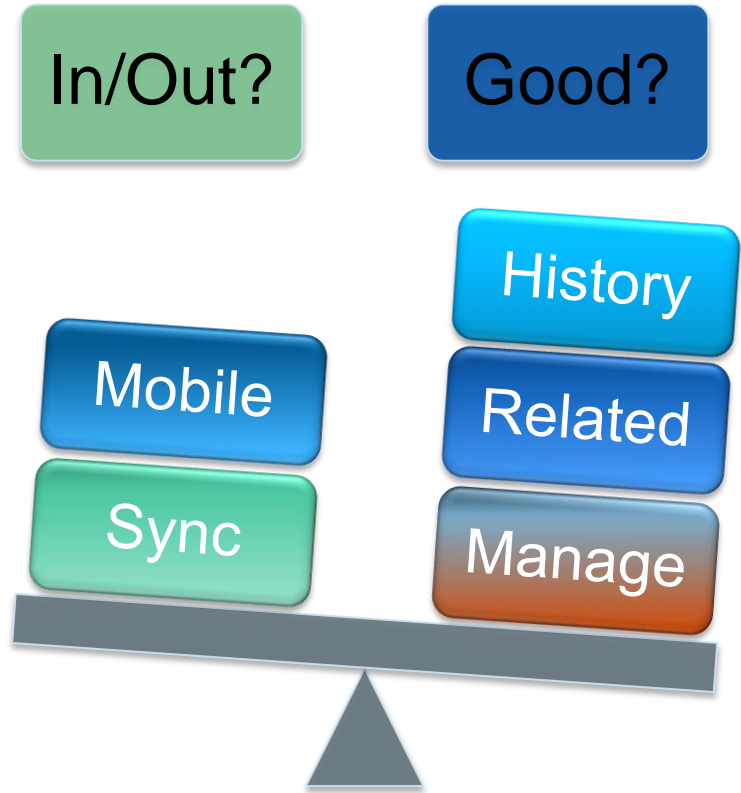 In/Out?
Good?
History
Mobile
Related
Sync
Manage